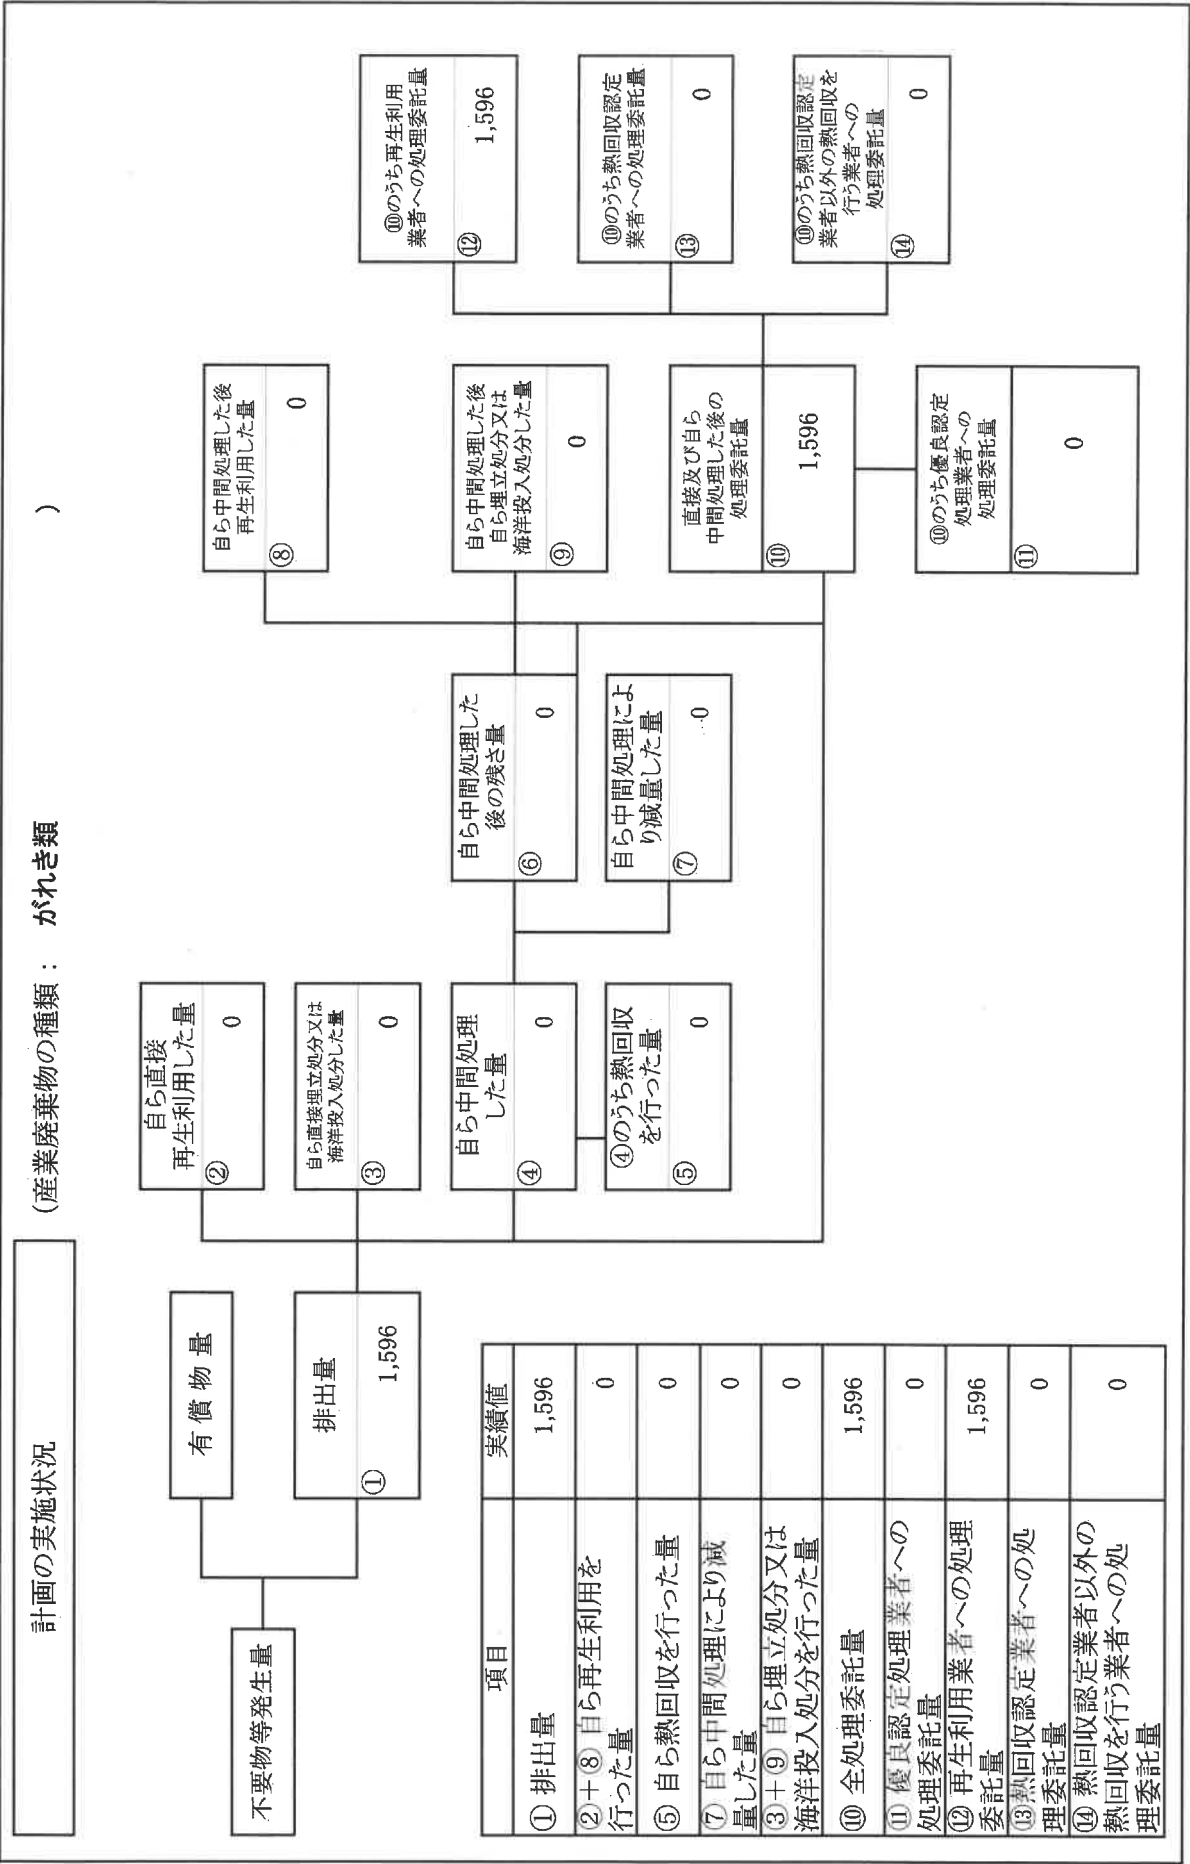 計画の実施状況
(産業廃棄物の種類： がれき類 )
不要物等発生量
有償物量
排出量
① 1,596
自ら直接
再生利用した量
② 0
自ら直接埋立処分又は
海洋投入処分した量
③ 0
自ら中間処理
した量
④ 0
④のうち熱回収
を行った量
⑤ 0
自ら中間処理した
後の残さ量
⑥ 0
自ら中間処理によ
り減量した量
⑦ 0
自ら中間処理した後
再生利用した量
⑧ 0
自ら中間処理した後
自ら埋立処分又は
海洋投入処分した量
⑨ 0
直接及び自ら
中間処理した後の
処理委託量
⑩ 1,596
⑩のうち優良認定
処理業者への
処理委託量
⑪ 0
⑩のうち再生利用
業者への処理委託量
⑫ 1,596
⑩のうち熱回収認定
業者への処理委託量
⑬ 0
⑩のうち熱回収認定
業者以外の熱回収を
行う業者への
処理委託量
⑭ 0
項目 実績値
① 排出量 1,596
②＋⑧ 自ら再生利用を
行った量 0
⑤ 自ら熱回収を行った量 0
⑦ 自ら中間処理により減
量した量 0
③＋⑨ 自ら埋立処分又は
海洋投入処分を行った量 0
⑩ 全処理委託量 1,596
⑪ 優良認定処理業者への
処理委託量 0
⑫ 再生利用業者への処理
委託量 1,596
⑬ 熱回収認定業者への処
理委託量 0
⑭ 熱回収認定業者以外の
熱回収を行う業者への処
理委託量 0